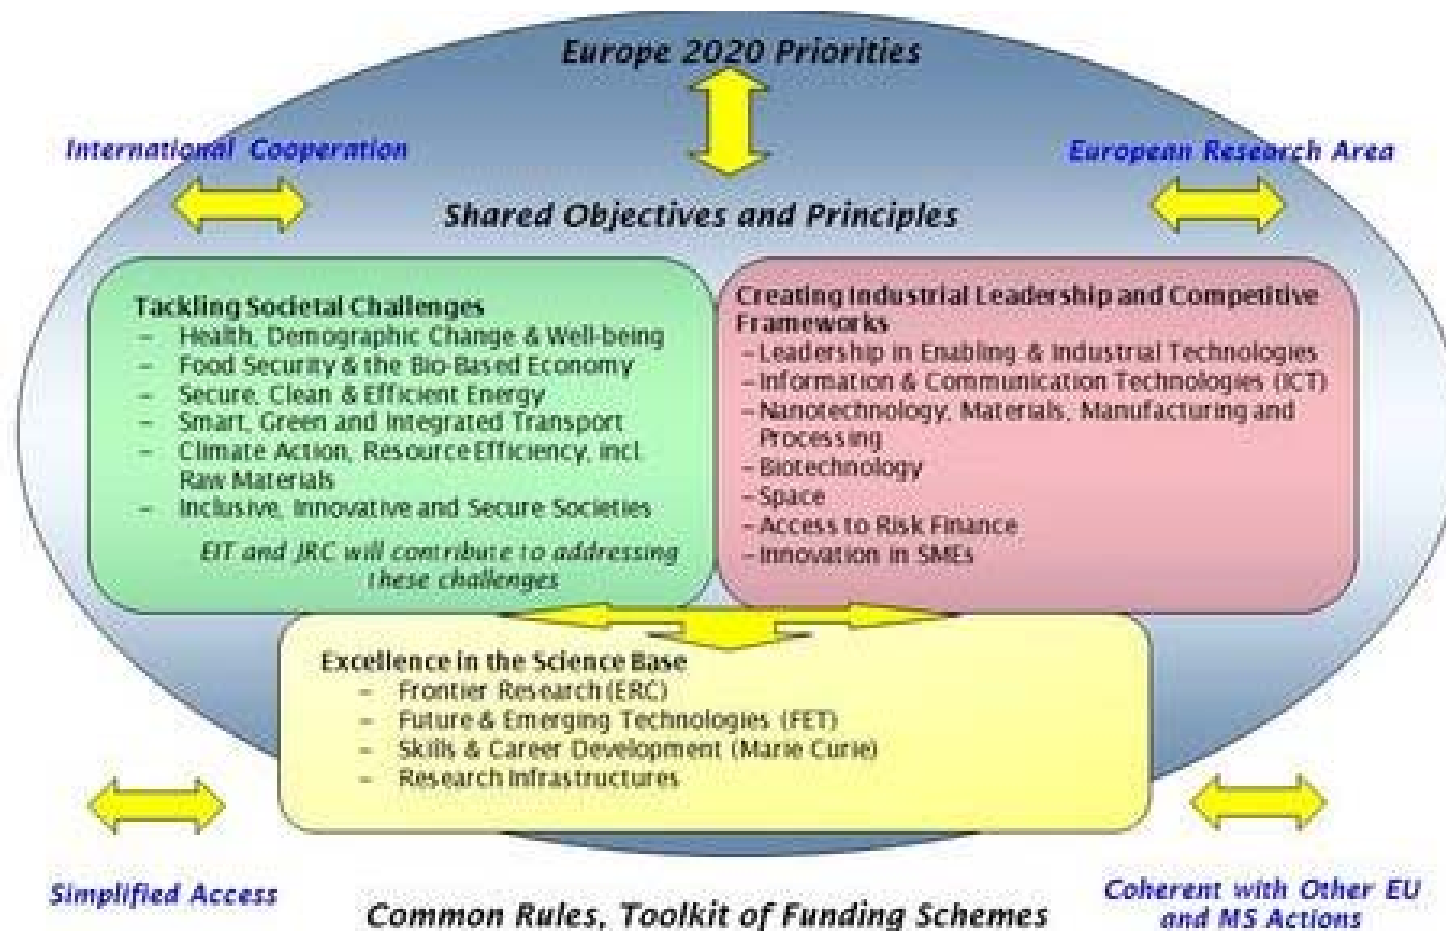 Europe 2020 Priorities
International Cooperation
European Research Area
Shared Objectives and Principles
Tackling Societal Challenges
– Health, Demographic Change & Well-being
– Food Security & the Bio-Based Economy
– Secure, Clean & Efficient Energy
– Smart, Green and Integrated Transport
– Climate Action, Resource Efficiency, incl.
Raw Materials
– Inclusive, Innovative and Secure Societies
EIT and JRC will contribute to addressing
these challenges
Creating Industrial Leadership and Competitive
Frameworks
– Leadership in Enabling & Industrial Technologies
– Information & Communication Technologies (ICT)
– Nanotechnology, Materials, Manufacturing and
Processing
– Biotechnology
– Space
– Access to Risk Finance
– Innovation in SMEs
Excellence in the Science Base
– Frontier Research (ERC)
– Future & Emerging Technologies (FET)
– Skills & Career Development (Marie Curie)
– Research Infrastructures
Simplified Access
Common Rules, Toolkit of Funding Schemes
Coherent with Other EU
and MS Actions